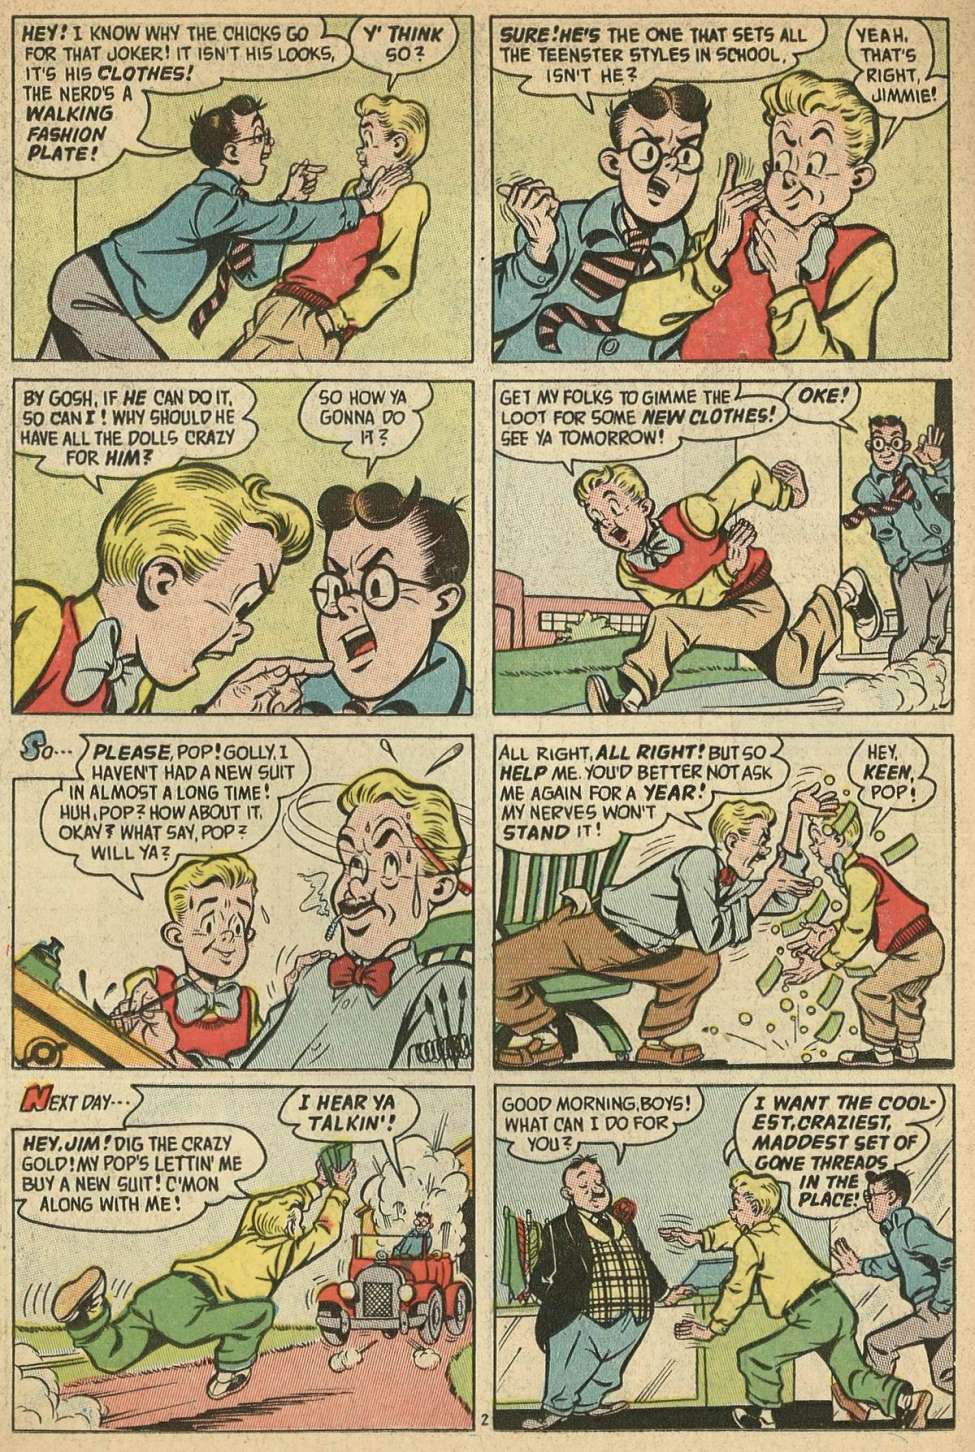 HEY! I KNOW WHY THE CHICKS GO
FOR THAT JOKER! IT ISN'T HIS LOOKS,
IT'S HIS CLOTHES!
THE NERD'S A
WALKING
FASHION
PLATE!
Y' THINK
SO?
SURE! HE'S THE ONE THAT SETS ALL
THE TEENSTER STYLES IN SCHOOL,
ISN'T HE?
YEAH,
THAT'S
RIGHT,
JIMMIE!
BY GOSH, IF HE CAN DO IT,
SO CAN I! WHY SHOULD HE
HAVE ALL THE DOLLS CRAZY
FOR HIM?
SO HOW YA
GONNA DO
IT?
GET MY FOLKS TO GIMME THE
LOOT FOR SOME NEW CLOTHES!
SEE YA TOMORROW!
OKE!
SO...
PLEASE, POP! GOLLY, I
HAVEN'T HAD A NEW SUIT
IN ALMOST A LONG TIME!
HUH, POP? HOW ABOUT IT,
OKAY? WHAT SAY, POP?
WILL YA?
ALL RIGHT, ALL RIGHT! BUT SO
HELP ME. YOU'D BETTER NOT ASK
ME AGAIN FOR A YEAR!
MY NERVES WON'T
STAND IT!
HEY,
KEEN,
POP!
NEXT DAY---
HEY, JIM! DIG THE CRAZY
GOLD! MY POP'S LETTIN' ME
BUY A NEW SUIT! C'MON
ALONG WITH ME!
I HEAR YA
TALKIN'!
GOOD MORNING, BOYS!
WHAT CAN I DO FOR
YOU?
I WANT THE COOL-
EST, CRAZIEST,
MADDEST SET OF
GONE THREADS
IN THE
PLACE!
2